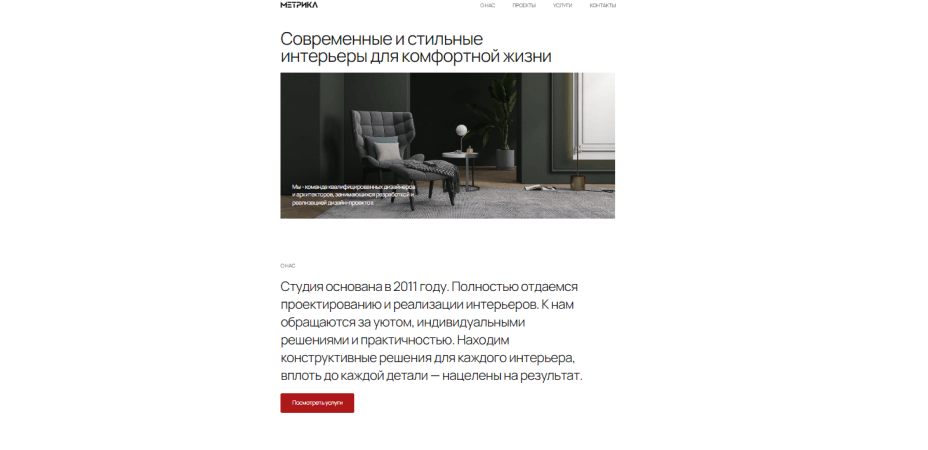 МЕТРИКА
О НАС
ПРОЕКТЫ
УСЛУГИ
КОНТАКТЫ
Современные и стильные
интерьеры для комфортной жизни
Мы - команда квалифицированных дизайнеров
и архитекторов, занимающихся разработкой и
реализацией дизайн-проектов
О НАС
Студия основана в 2011 году. Полностью отдаемся
проектированию и реализации интерьеров. К нам
обращаются за уютом, индивидуальными
решениями и практичностью. Находим
конструктивные решения для каждого интерьера,
вплоть до каждой детали — нацелены на результат.
Посмотреть услуги